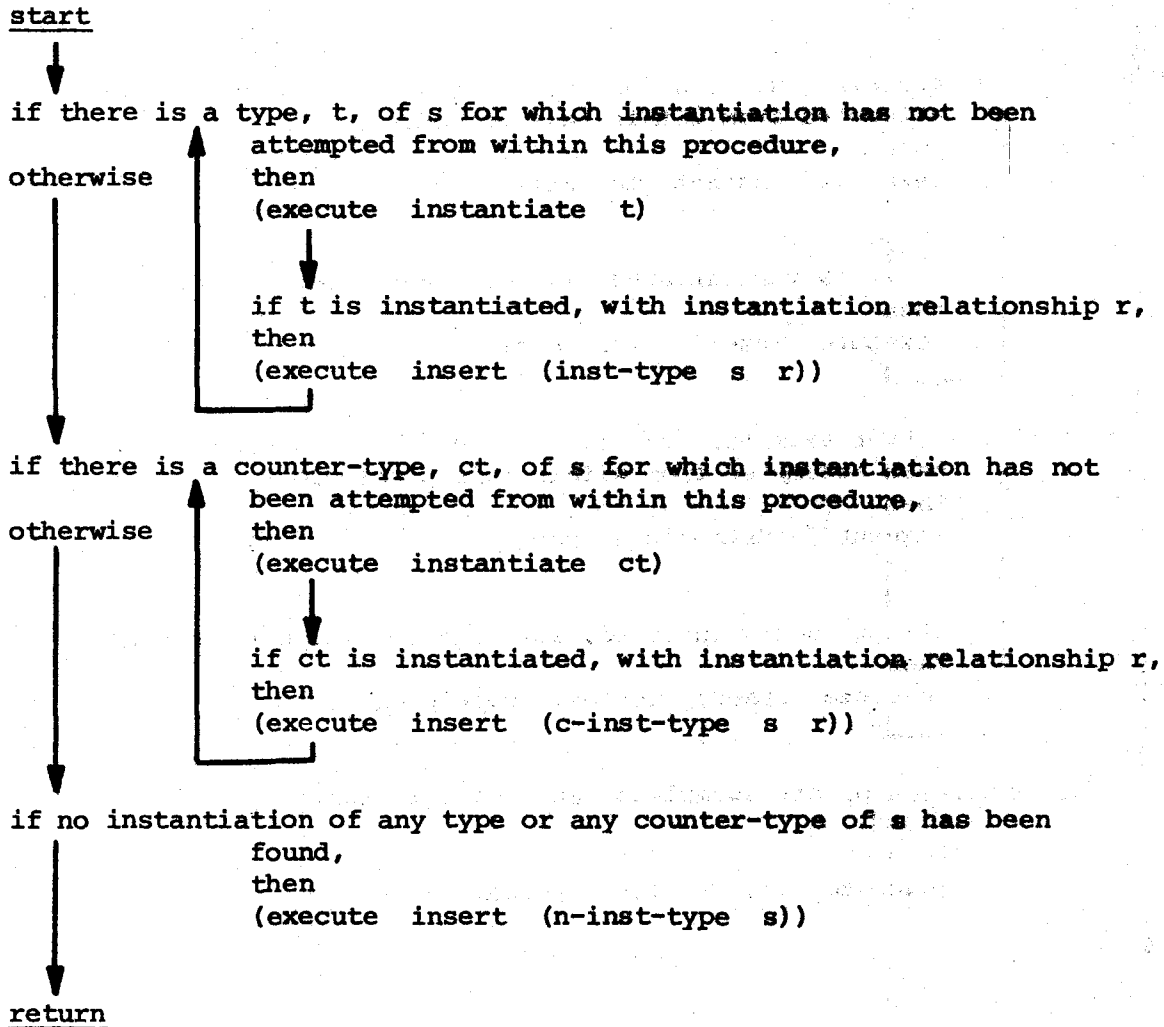 start
if there is a type, t, of s for which instantiation has not been
attempted from within this procedure,
otherwise then
(execute instantiate t)
if t is instantiated, with instantiation relationship r,
then
(execute insert (inst-type s r))
if there is a counter-type, ct, of s for which instantiation has not
been attempted from within this procedure,
otherwise then
(execute instantiate ct)
if ct is instantiated, with instantiation relationship r,
then
(execute insert (c-inst-type s r))
if no instantiation of any type or any counter-type of s has been
found,
then
(execute insert (n-inst-type s))
return